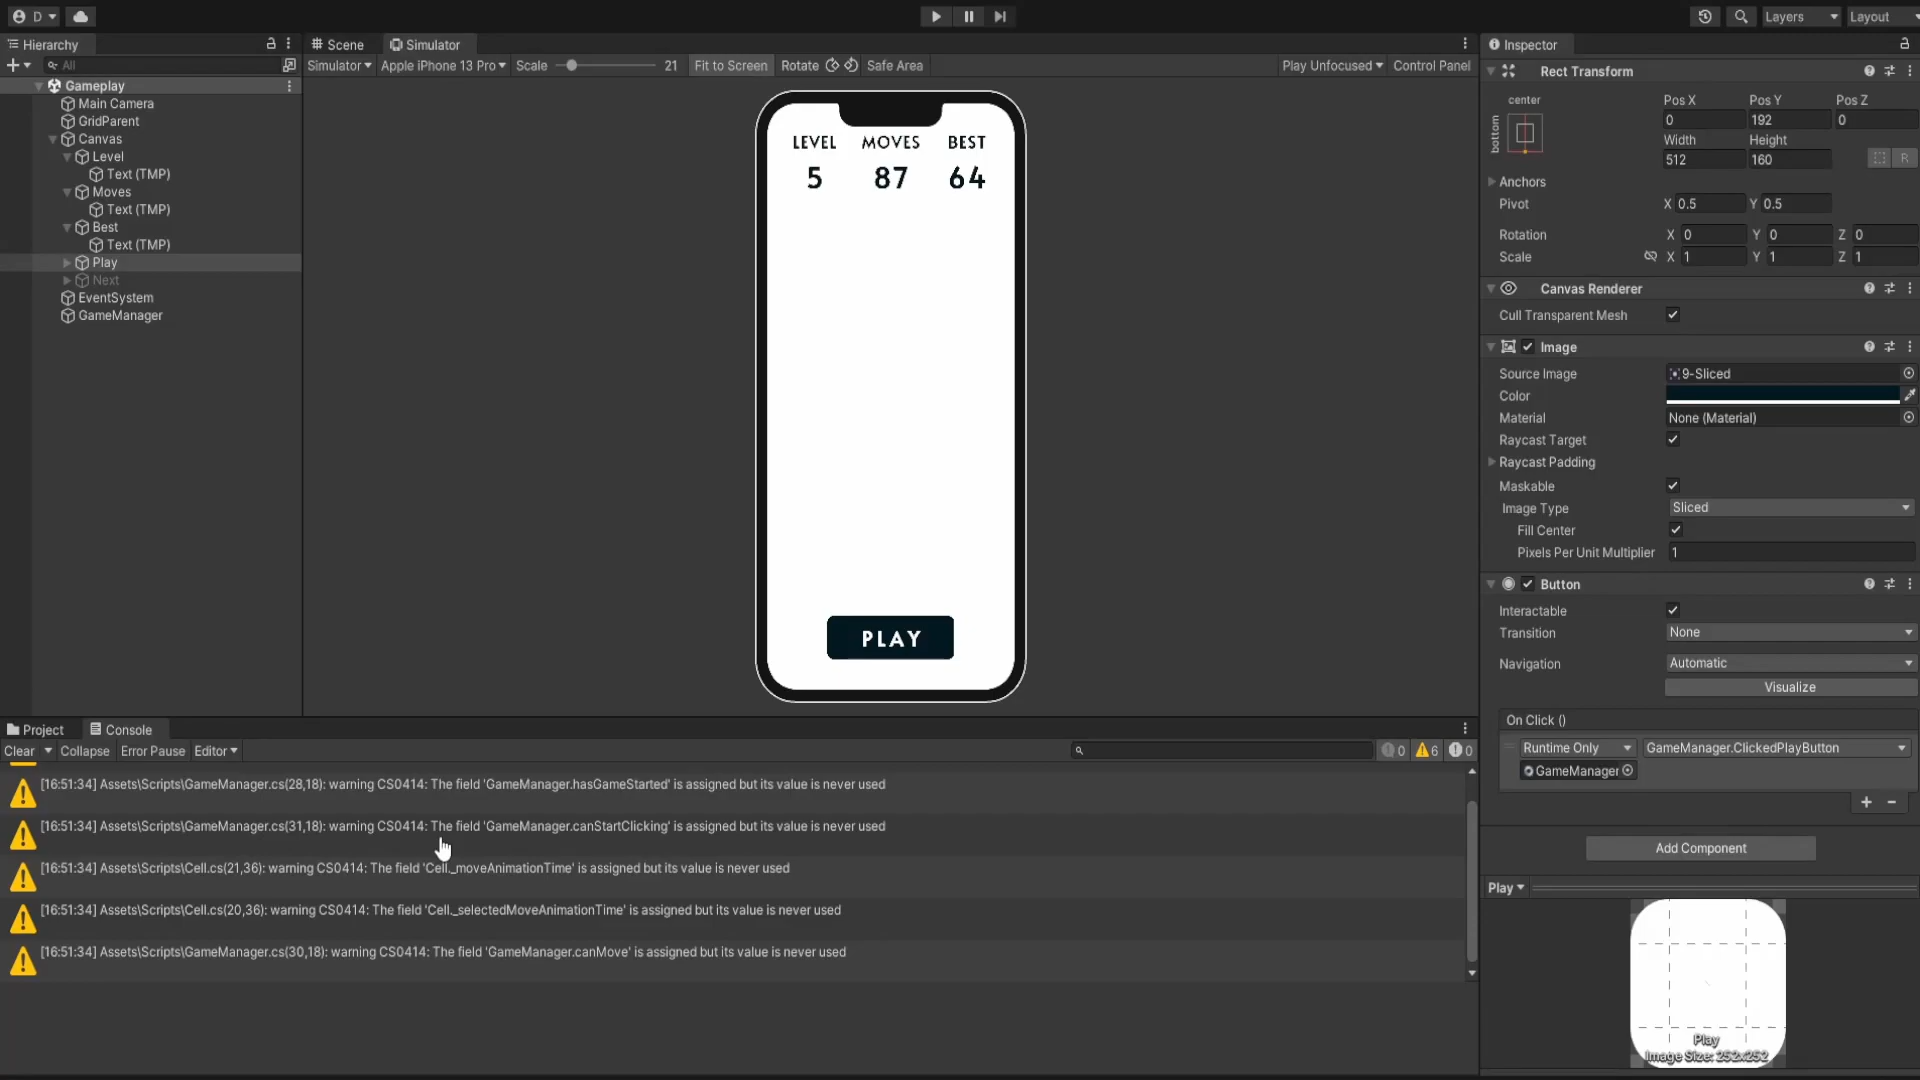 D
Layers
Layout
Hierarchy
All
Gameplay
Main Camera
GridParent
Canvas
Level
Text (TMP)
Moves
Text (TMP)
Best
Text (TMP)
Play
Next
EventSystem
GameManager
Scene
Simulator
Simulator
Apple iPhone 13 Pro
Scale
21
Fit to Screen
Rotate
Safe Area
Play Unfocused
Control Panel
LEVEL MOVES BEST
5 87 64
PLAY
Inspector
Rect Transform
center
bottom
Pos X Pos Y Pos Z
0 192 0
Width Height
512 160
R
Anchors
Pivot X 0.5 Y 0.5
Rotation X 0 Y 0 Z 0
Scale X 1 Y 1 Z 1
Canvas Renderer
Cull Transparent Mesh
Image
Source Image 9-Sliced
Color
Material None (Material)
Raycast Target
Raycast Padding
Maskable
Image Type Sliced
Fill Center
Pixels Per Unit Multiplier 1
Button
Interactable
Transition None
Navigation Automatic
Visualize
On Click ()
Runtime Only GameManager.ClickedPlayButton
GameManager
+ −
Add Component
Play
Play
Image Size: 252x252
Project
Console
Clear Collapse Error Pause Editor
0 6 0
[16:51:34] Assets\Scripts\GameManager.cs(28,18): warning CS0414: The field 'GameManager.hasGameStarted' is assigned but its value is never used
[16:51:34] Assets\Scripts\GameManager.cs(31,18): warning CS0414: The field 'GameManager.canStartClicking' is assigned but its value is never used
[16:51:34] Assets\Scripts\Cell.cs(21,36): warning CS0414: The field 'Cell._moveAnimationTime' is assigned but its value is never used
[16:51:34] Assets\Scripts\Cell.cs(20,36): warning CS0414: The field 'Cell._selectedMoveAnimationTime' is assigned but its value is never used
[16:51:34] Assets\Scripts\GameManager.cs(30,18): warning CS0414: The field 'GameManager.canMove' is assigned but its value is never used